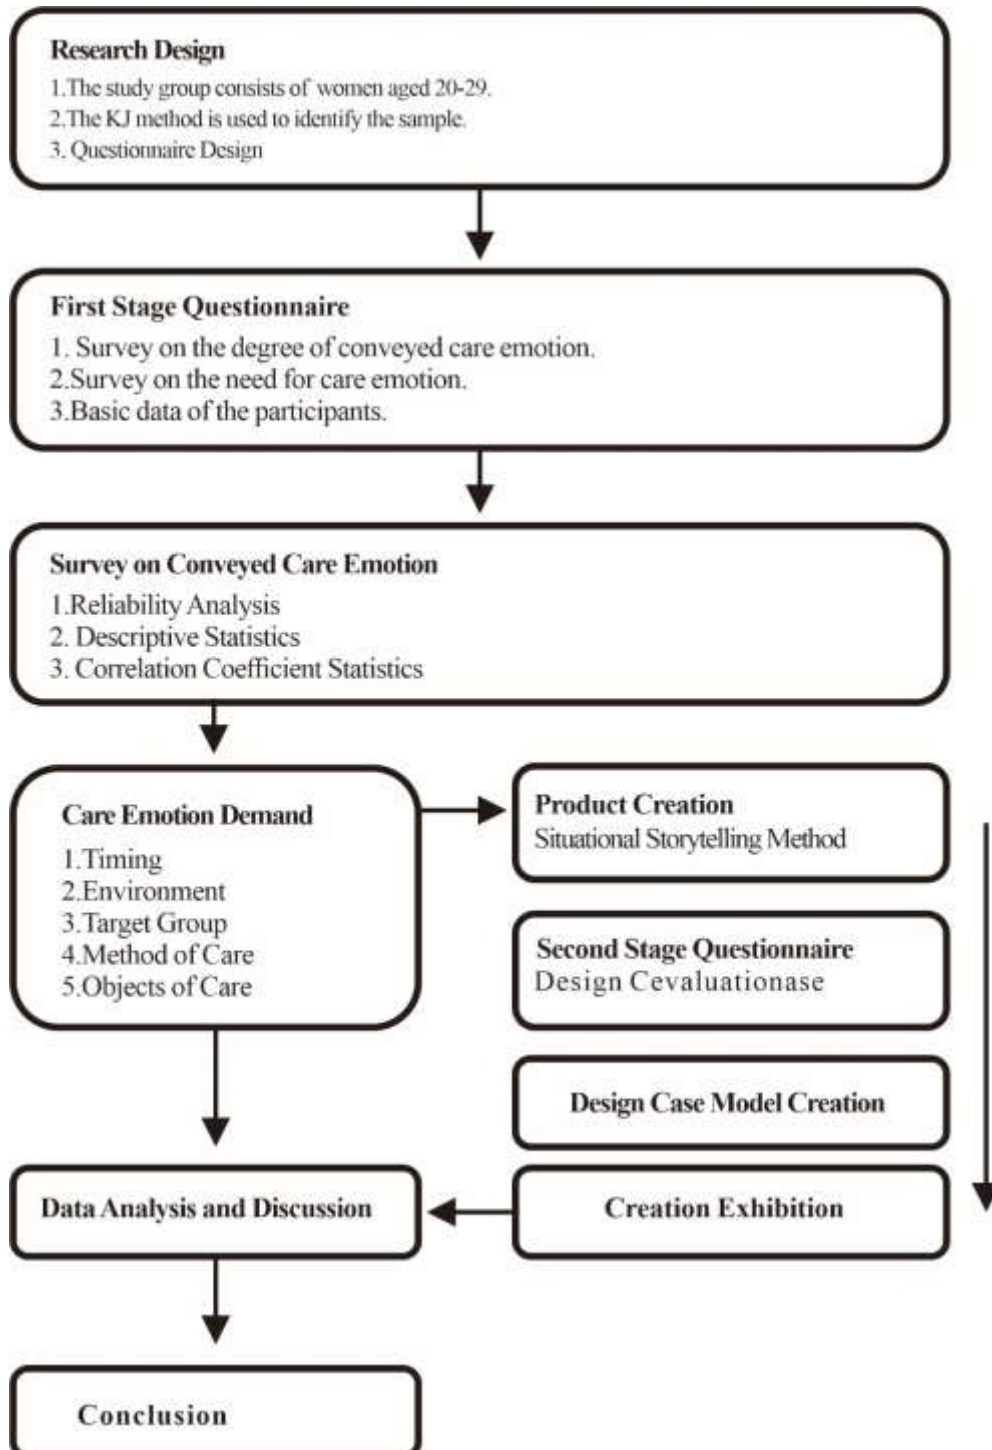 Research Design
1.The study group consists of women aged 20-29.
2.The KJ method is used to identify the sample.
3. Questionnaire Design
First Stage Questionnaire
1. Survey on the degree of conveyed care emotion.
2.Survey on the need for care emotion.
3.Basic data of the participants.
Survey on Conveyed Care Emotion
1.Reliability Analysis
2. Descriptive Statistics
3. Correlation Coefficient Statistics
Care Emotion Demand
1.Timing
2.Environment
3.Target Group
4.Method of Care
5.Objects of Care
Product Creation
Situational Storytelling Method
Second Stage Questionnaire
Design Cevaluationase
Design Case Model Creation
Creation Exhibition
Data Analysis and Discussion
Conclusion